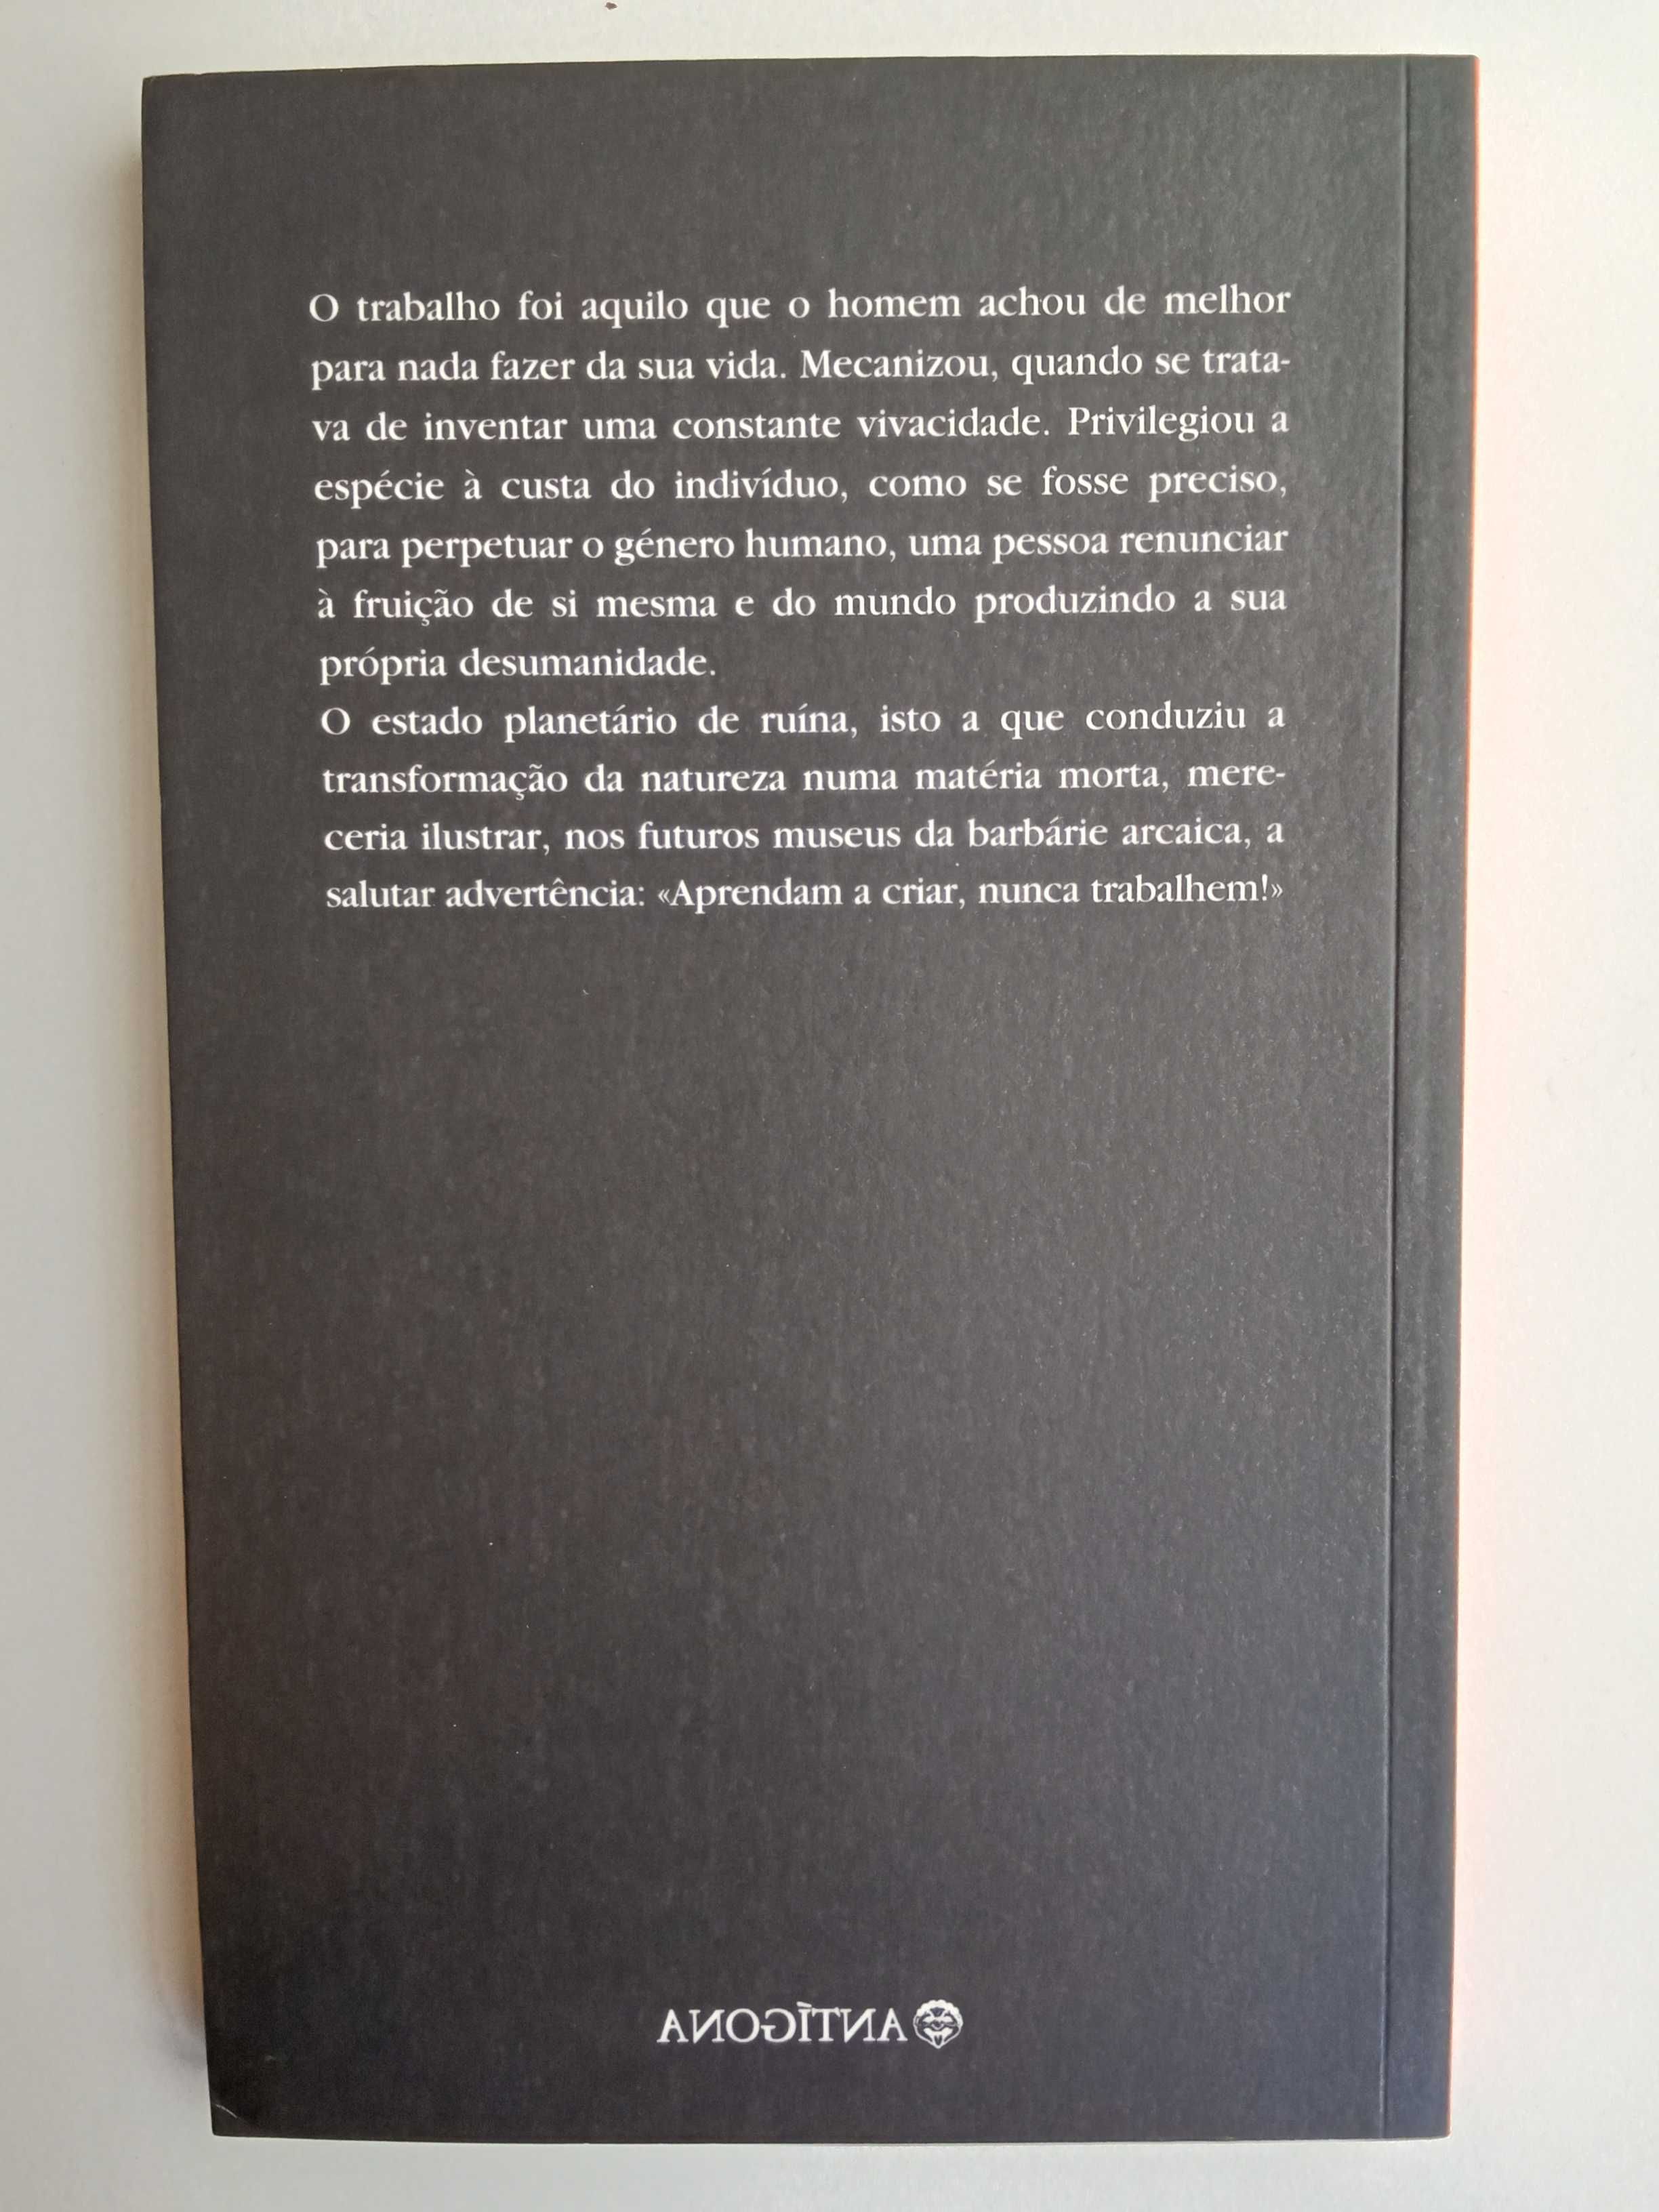 O trabalho foi aquilo que o homem achou de melhor
para nada fazer da sua vida. Mecanizou, quando se trata-
va de inventar uma constante vivacidade. Privilegiou a
espécie à custa do indivíduo, como se fosse preciso,
para perpetuar o género humano, uma pessoa renunciar
à fruição de si mesma e do mundo produzindo a sua
própria desumanidade.
O estado planetário de ruína, isto a que conduziu a
transformação da natureza numa matéria morta, mere-
ceria ilustrar, nos futuros museus da barbárie arcaica, a
salutar advertência: «Aprendam a criar, nunca trabalhem!»
ANTÍGONA